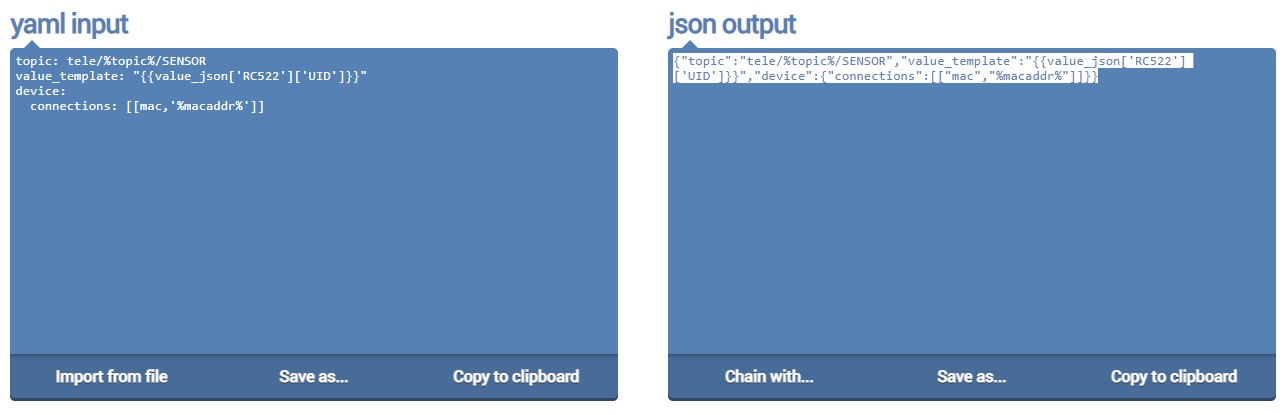 yaml input
topic: tele/%topic%/SENSOR
value_template: "{{value_json['RC522']['UID']}}"
device:
  connections: [[mac,'%macaddr%']]
Import from file
Save as...
Copy to clipboard
json output
{"topic":"tele/%topic%/SENSOR","value_template":"{{value_json['RC522']
['UID']}}","device":{"connections":[["mac","%macaddr%"]]}}
Chain with...
Save as...
Copy to clipboard